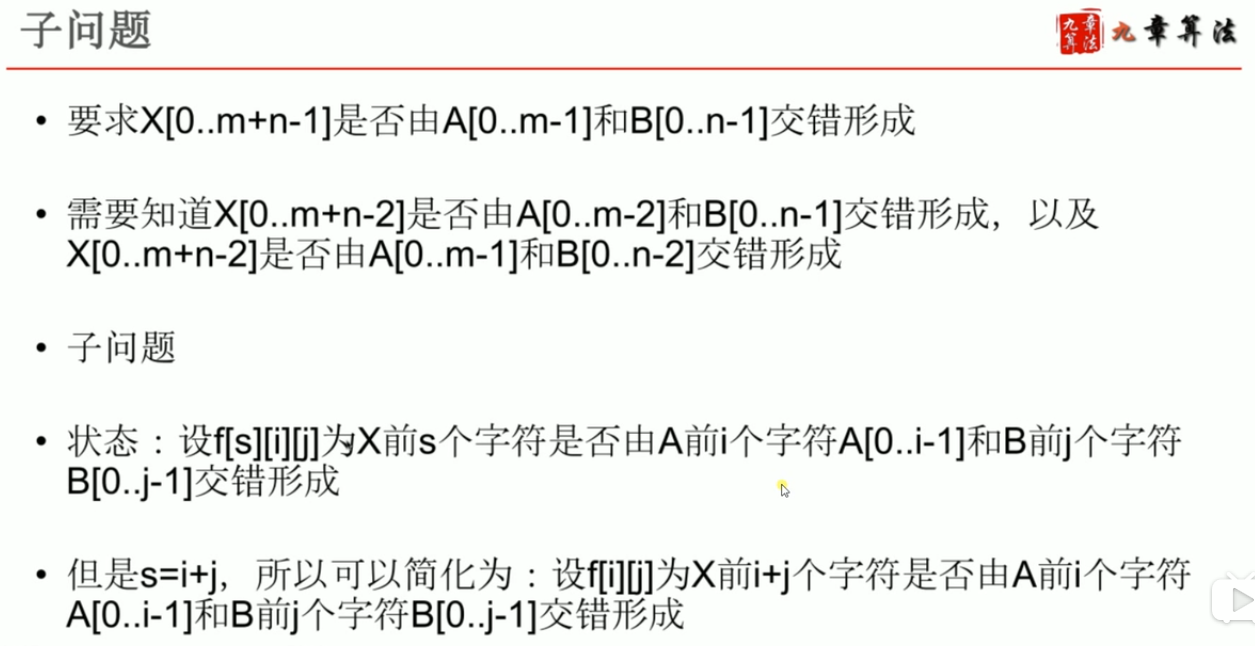 子问题
九章算法
九章算法
• 要求X[0..m+n-1]是否由A[0..m-1]和B[0..n-1]交错形成
• 需要知道X[0..m+n-2]是否由A[0..m-2]和B[0..n-1]交错形成，以及
X[0..m+n-2]是否由A[0..m-1]和B[0..n-2]交错形成
• 子问题
• 状态：设f[s][i][j]为X前s个字符是否由A前i个字符A[0..i-1]和B前j个字符
B[0..j-1]交错形成
• 但是s=i+j，所以可以简化为：设f[i][j]为X前i+j个字符是否由A前i个字符
A[0..i-1]和B前j个字符B[0..j-1]交错形成